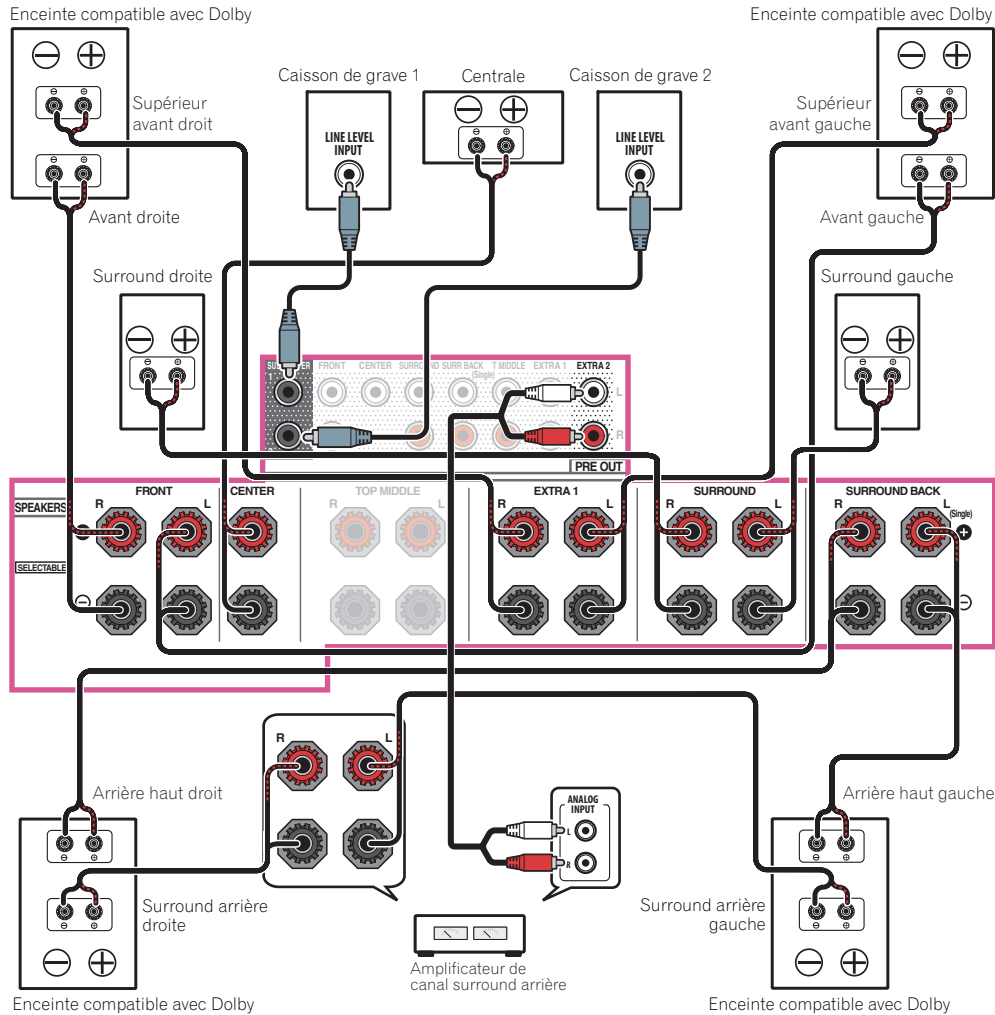 Enceinte compatible avec Dolby
Enceinte compatible avec Dolby
Caisson de grave 1
Centrale
Caisson de grave 2
Supérieur
avant droit
LINE LEVEL
INPUT
LINE LEVEL
INPUT
Supérieur
avant gauche
Avant droite
Avant gauche
Surround droite
Surround gauche
FRONT
CENTER
SURROUND
SURR BACK
(Single)
T MIDDLE
EXTRA 1
EXTRA 2
1
L
R
PRE OUT
SPEAKERS
SELECTABLE
FRONT
R
L
CENTER
TOP MIDDLE
R
L
EXTRA 1
R
L
SURROUND
R
L
SURROUND BACK
R
L
(Single)
R
L
Arrière haut droit
Arrière haut gauche
ANALOG
INPUT
L
R
Surround arrière
droite
Surround arrière
gauche
Amplificateur de
canal surround arrière
Enceinte compatible avec Dolby
Enceinte compatible avec Dolby